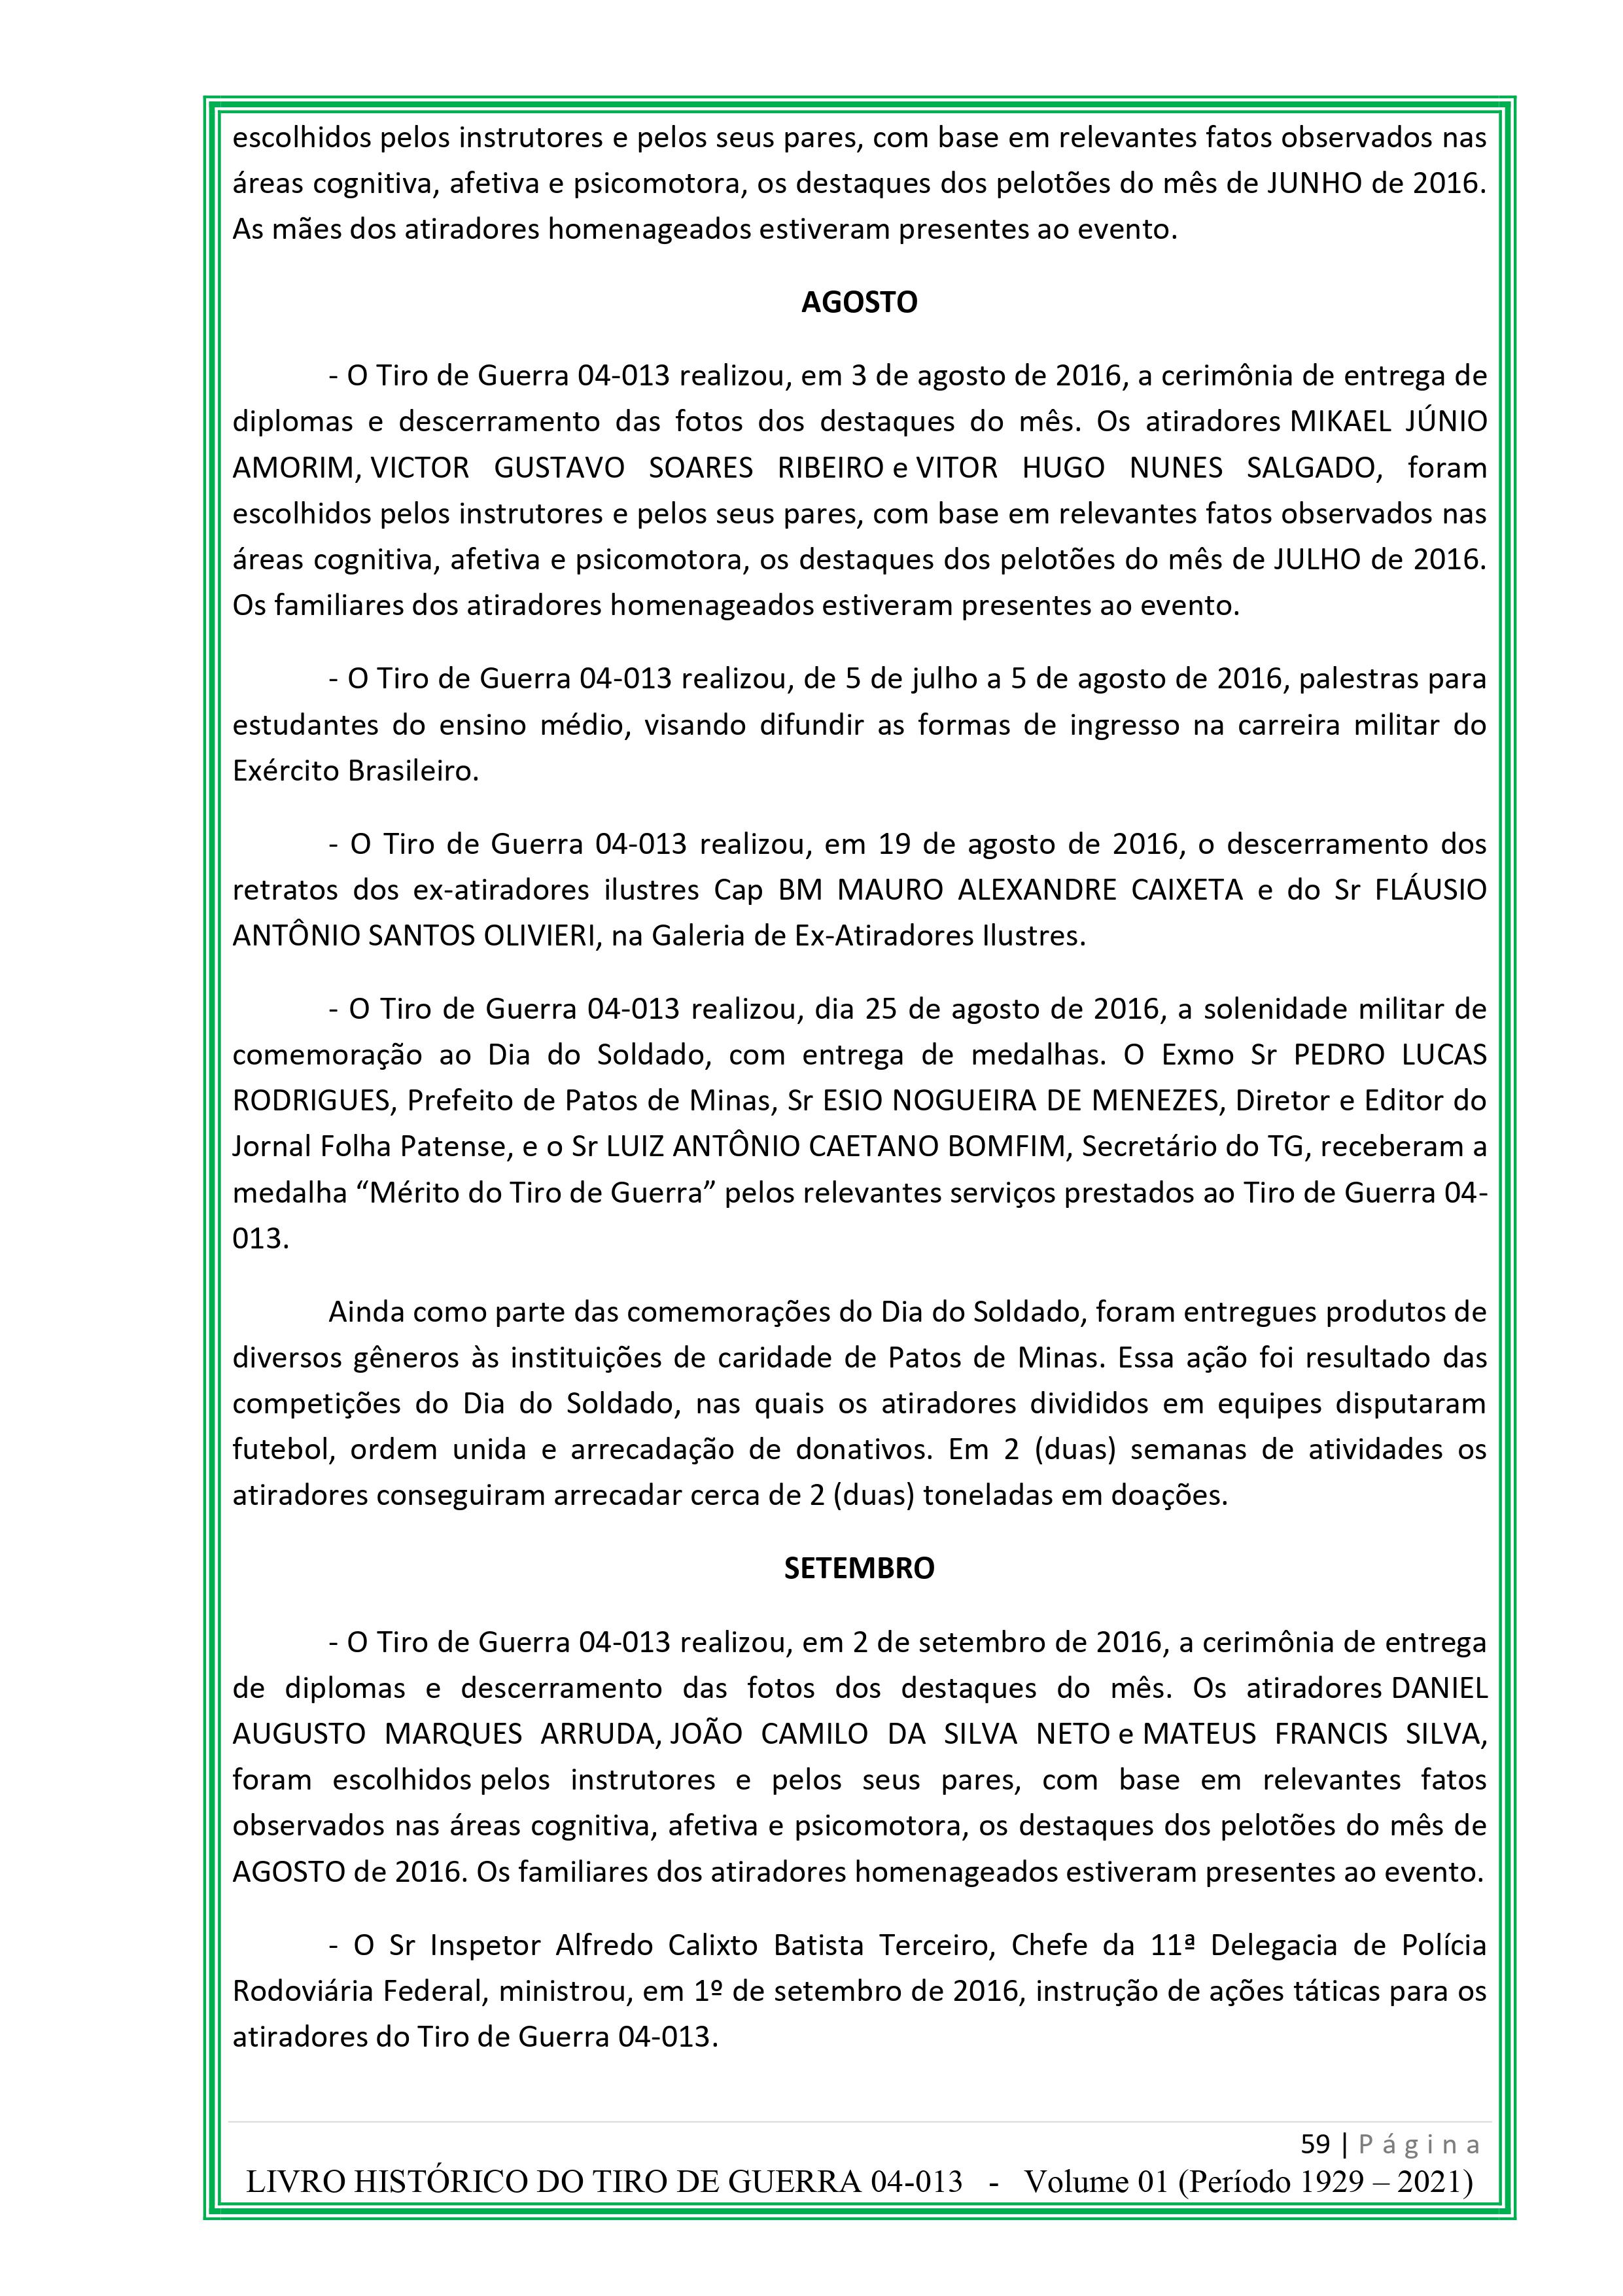 escolhidos pelos instrutores e pelos seus pares, com base em relevantes fatos observados nas
áreas cognitiva, afetiva e psicomotora, os destaques dos pelotões do mês de JUNHO de 2016.
As mães dos atiradores homenageados estiveram presentes ao evento.
AGOSTO
- O Tiro de Guerra 04-013 realizou, em 3 de agosto de 2016, a cerimônia de entrega de
diplomas e descerramento das fotos dos destaques do mês. Os atiradores MIKAEL JÚNIO
AMORIM, VICTOR GUSTAVO SOARES RIBEIRO e VITOR HUGO NUNES SALGADO, foram
escolhidos pelos instrutores e pelos seus pares, com base em relevantes fatos observados nas
áreas cognitiva, afetiva e psicomotora, os destaques dos pelotões do mês de JULHO de 2016.
Os familiares dos atiradores homenageados estiveram presentes ao evento.
- O Tiro de Guerra 04-013 realizou, de 5 de julho a 5 de agosto de 2016, palestras para
estudantes do ensino médio, visando difundir as formas de ingresso na carreira militar do
Exército Brasileiro.
- O Tiro de Guerra 04-013 realizou, em 19 de agosto de 2016, o descerramento dos
retratos dos ex-atiradores ilustres Cap BM MAURO ALEXANDRE CAIXETA e do Sr FLÁUSIO
ANTÔNIO SANTOS OLIVIERI, na Galeria de Ex-Atiradores Ilustres.
- O Tiro de Guerra 04-013 realizou, dia 25 de agosto de 2016, a solenidade militar de
comemoração ao Dia do Soldado, com entrega de medalhas. O Exmo Sr PEDRO LUCAS
RODRIGUES, Prefeito de Patos de Minas, Sr ESIO NOGUEIRA DE MENEZES, Diretor e Editor do
Jornal Folha Patense, e o Sr LUIZ ANTÔNIO CAETANO BOMFIM, Secretário do TG, receberam a
medalha “Mérito do Tiro de Guerra” pelos relevantes serviços prestados ao Tiro de Guerra 04-
013.
Ainda como parte das comemorações do Dia do Soldado, foram entregues produtos de
diversos gêneros às instituições de caridade de Patos de Minas. Essa ação foi resultado das
competições do Dia do Soldado, nas quais os atiradores divididos em equipes disputaram
futebol, ordem unida e arrecadação de donativos. Em 2 (duas) semanas de atividades os
atiradores conseguiram arrecadar cerca de 2 (duas) toneladas em doações.
SETEMBRO
- O Tiro de Guerra 04-013 realizou, em 2 de setembro de 2016, a cerimônia de entrega
de diplomas e descerramento das fotos dos destaques do mês. Os atiradores DANIEL
AUGUSTO MARQUES ARRUDA, JOÃO CAMILO DA SILVA NETO e MATEUS FRANCIS SILVA,
foram escolhidos pelos instrutores e pelos seus pares, com base em relevantes fatos
observados nas áreas cognitiva, afetiva e psicomotora, os destaques dos pelotões do mês de
AGOSTO de 2016. Os familiares dos atiradores homenageados estiveram presentes ao evento.
- O Sr Inspetor Alfredo Calixto Batista Terceiro, Chefe da 11ª Delegacia de Polícia
Rodoviária Federal, ministrou, em 1º de setembro de 2016, instrução de ações táticas para os
atiradores do Tiro de Guerra 04-013.
59 | Página
LIVRO HISTÓRICO DO TIRO DE GUERRA 04-013 - Volume 01 (Período 1929 – 2021)